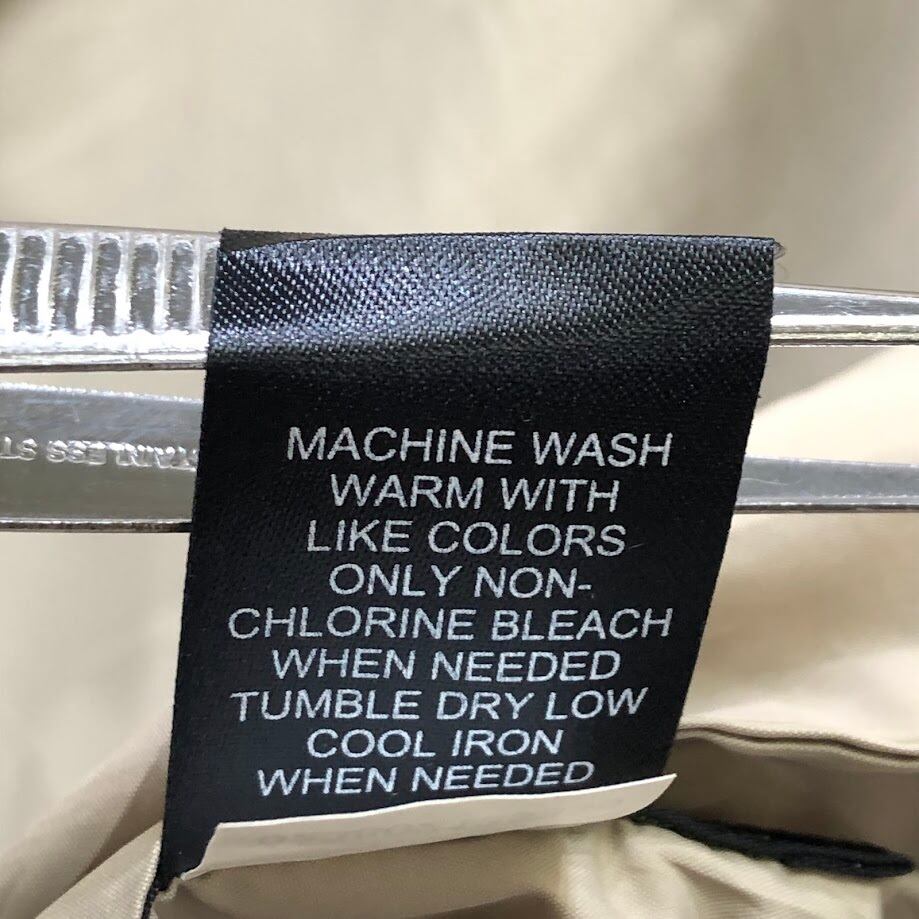 MACHINE WASH
WARM WITH
LIKE COLORS
ONLY NON-
CHLORINE BLEACH
WHEN NEEDED
TUMBLE DRY LOW
COOL IRON
WHEN NEEDED